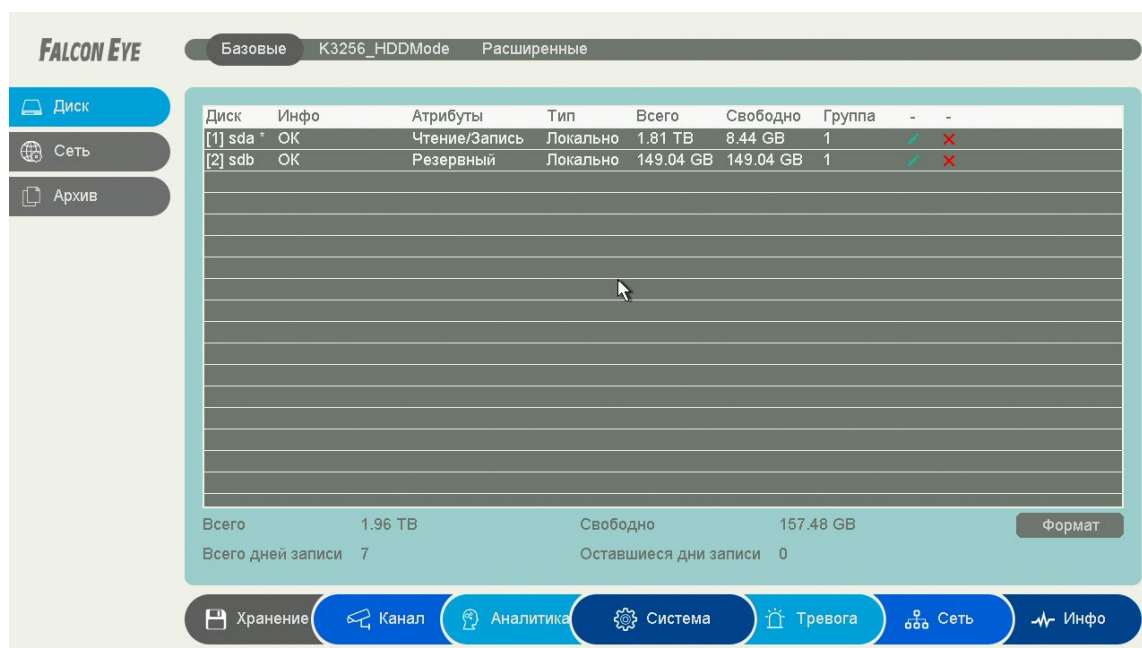 FALCON EYE
Базовые K3256_HDDMode Расширенные
Диск
Сеть
Архив
Диск Инфо Атрибуты Тип Всего Свободно Группа - -
[1] sda * OK Чтение/Запись Локально 1.81 TB 8.44 GB 1
[2] sdb OK Резервный Локально 149.04 GB 149.04 GB 1
Всего 1.96 TB Свободно 157.48 GB Формат
Всего дней записи 7 Оставшиеся дни записи 0
Хранение Канал Аналитика Система Тревога Сеть Инфо